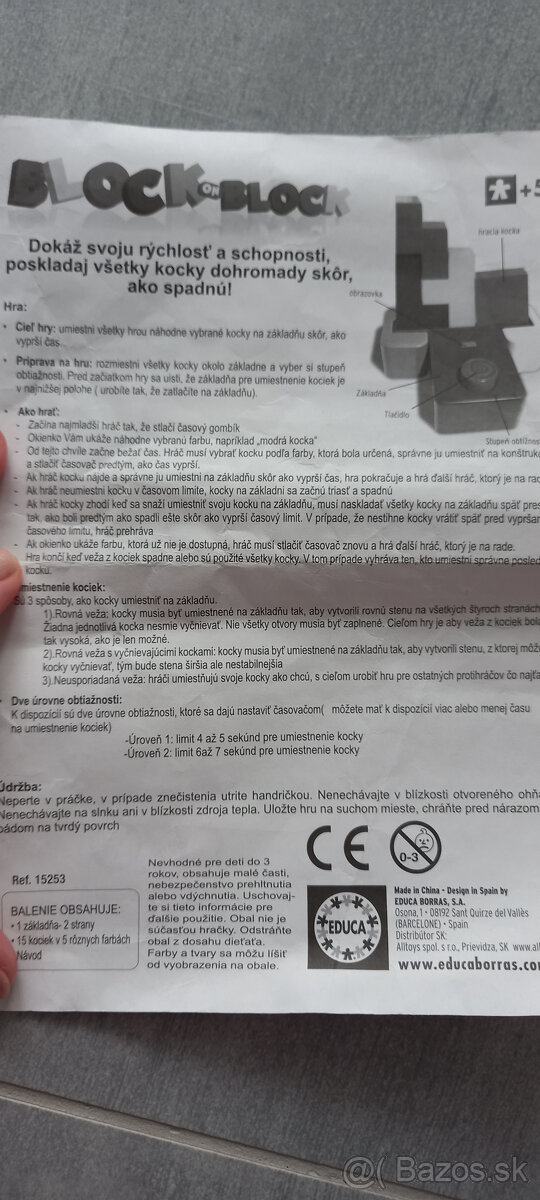 BLOCK ON BLOCK
+5
Dokáž svoju rýchlosť a schopnosti,
poskladaj všetky kocky dohromady skôr,
ako spadnú!
hracia kocka
obrazovka
Základňa
Tlačidlo
Stupeň obtiažnos
Hra:
• Cieľ hry: umiestni všetky hrou náhodne vybrané kocky na základňu skôr, ako
vyprší čas.
• Príprava na hru: rozmiestni všetky kocky okolo základne a vyber si stupeň
obtiažnosti. Pred začiatkom hry sa uisti, že základňa pre umiestnenie kociek je
v najnižšej polohe ( urobíte tak, že zatlačíte na základňu).
• Ako hrať:
- Začína najmladší hráč tak, že stlačí časový gombík
- Okienko Vám ukáže náhodne vybranú farbu, napríklad „modrá kocka"
- Od tejto chvíle začne bežať čas. Hráč musí vybrať kocku podľa farby, ktorá bola určená, správne ju umiestniť na konštrukc
a stlačiť časovač predtým, ako čas vyprší.
- Ak hráč kocku nájde a správne ju umiestni na základňu skôr ako vyprší čas, hra pokračuje a hrá ďalší hráč, ktorý je na rad
- Ak hráč neumiestni kocku v časovom limite, kocky na základni sa začnú triasť a spadnú
- Ak hráč kocky zhodí keď sa snaží umiestniť svoju kocku na základňu, musí naskladať všetky kocky na základňu späť pres
tak, ako boli predtým ako spadli ešte skôr ako vyprší časový limit. V prípade, že nestihne kocky vrátiť späť pred vypršan
časového limitu, hráč prehráva
- Ak okienko ukáže farbu, ktorá už nie je dostupná, hráč musí stlačiť časovač znovu a hrá ďalší hráč, ktorý je na rade.
Hra končí keď veža z kociek spadne alebo sú použité všetky kocky. V tom prípade vyhráva ten, kto umiestni správne posled
kocku.
miestnenie kociek:
Sú 3 spôsoby, ako kocky umiestniť na základňu.
1).Rovná veža: kocky musia byť umiestnené na základňu tak, aby vytvorili rovnú stenu na všetkých štyroch stranách
Žiadna jednotlivá kocka nesmie vyčnievať. Nie všetky otvory musia byť zaplnené. Cieľom hry je aby veža z kociek bola
tak vysoká, ako je len možné.
2).Rovná veža s vyčnievajúcimi kockami: kocky musia byť umiestnené na základňu tak, aby vytvorili stenu, z ktorej môžu
kocky vyčnievať, tým bude stena širšia ale nestabilnejšia
3).Neusporiadaná veža: hráči umiestňujú svoje kocky ako chcú, s cieľom urobiť hru pre ostatných protihráčov čo najťa
• Dve úrovne obtiažnosti:
K dispozícií sú dve úrovne obtiažnosti, ktoré sa dajú nastaviť časovačom( môžete mať k dispozícií viac alebo menej času
na umiestnenie kociek)
-Úroveň 1: limit 4 až 5 sekúnd pre umiestnenie kocky
-Úroveň 2: limit 6až 7 sekúnd pre umiestnenie kocky
Údržba:
Neperte v práčke, v prípade znečistenia utrite handričkou. Nenechávajte v blízkosti otvoreného ohňa
Nenechávajte na slnku ani v blízkosti zdroja tepla. Uložte hru na suchom mieste, chráňte pred nárazom
pádom na tvrdý povrch
Ref. 15253
BALENIE OBSAHUJE:
• 1 základňa- 2 strany
• 15 kociek v 5 rôznych farbách
Návod
Nevhodné pre deti do 3
rokov, obsahuje malé časti,
nebezpečenstvo prehltnutia
alebo vdýchnutia. Uschovaj-
te si tieto informácie pre
ďalšie použitie. Obal nie je
súčasťou hračky. Odstráňte
obal z dosahu dieťaťa.
Farby a tvary sa môžu líšiť
od vyobrazenia na obale.
CE
0-3
EDUCA
Made in China • Design in Spain by
EDUCA BORRAS, S.A.
Osona, 1 • 08192 Sant Quirze del Vallès
(BARCELONE) • Spain
Distribútor SK:
Alltoys spol. s r.o., Prievidza, SK www.all
www.educaborras.com
@( Bazos.sk